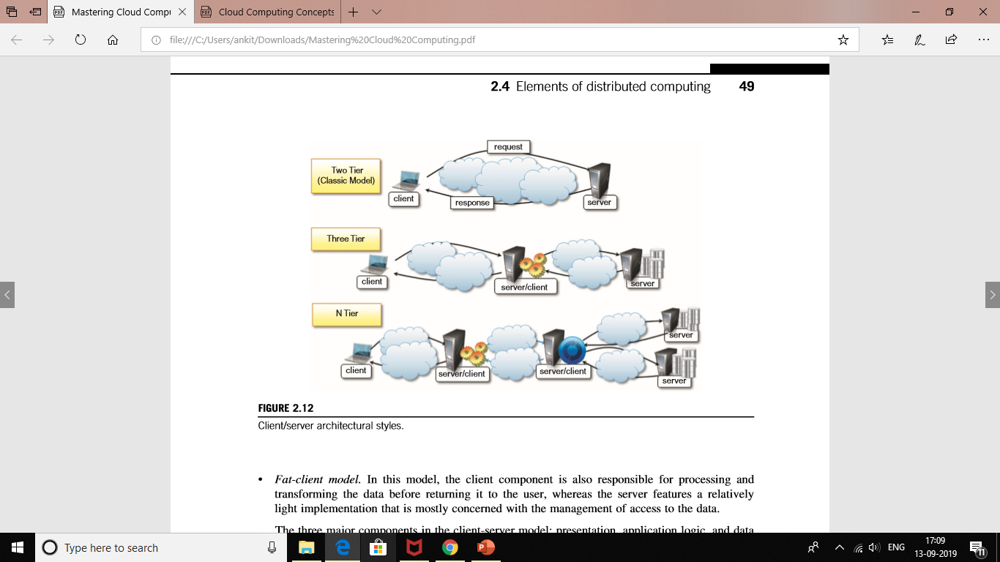 Mastering Cloud Compu
Cloud Computing Concepts
file:///C:/Users/ankit/Downloads/Mastering%20Cloud%20Computing.pdf
2.4 Elements of distributed computing 49
request
Two Tier
(Classic Model)
client
response
server
Three Tier
client
server/client
server
N Tier
server
client
server/client
server/client
server
FIGURE 2.12
Client/server architectural styles.
• Fat-client model. In this model, the client component is also responsible for processing and
transforming the data before returning it to the user, whereas the server features a relatively
light implementation that is mostly concerned with the management of access to the data.
The three major components in the client-server model: presentation, application logic, and data
Type here to search
ENG
17:09
13-09-2019
11